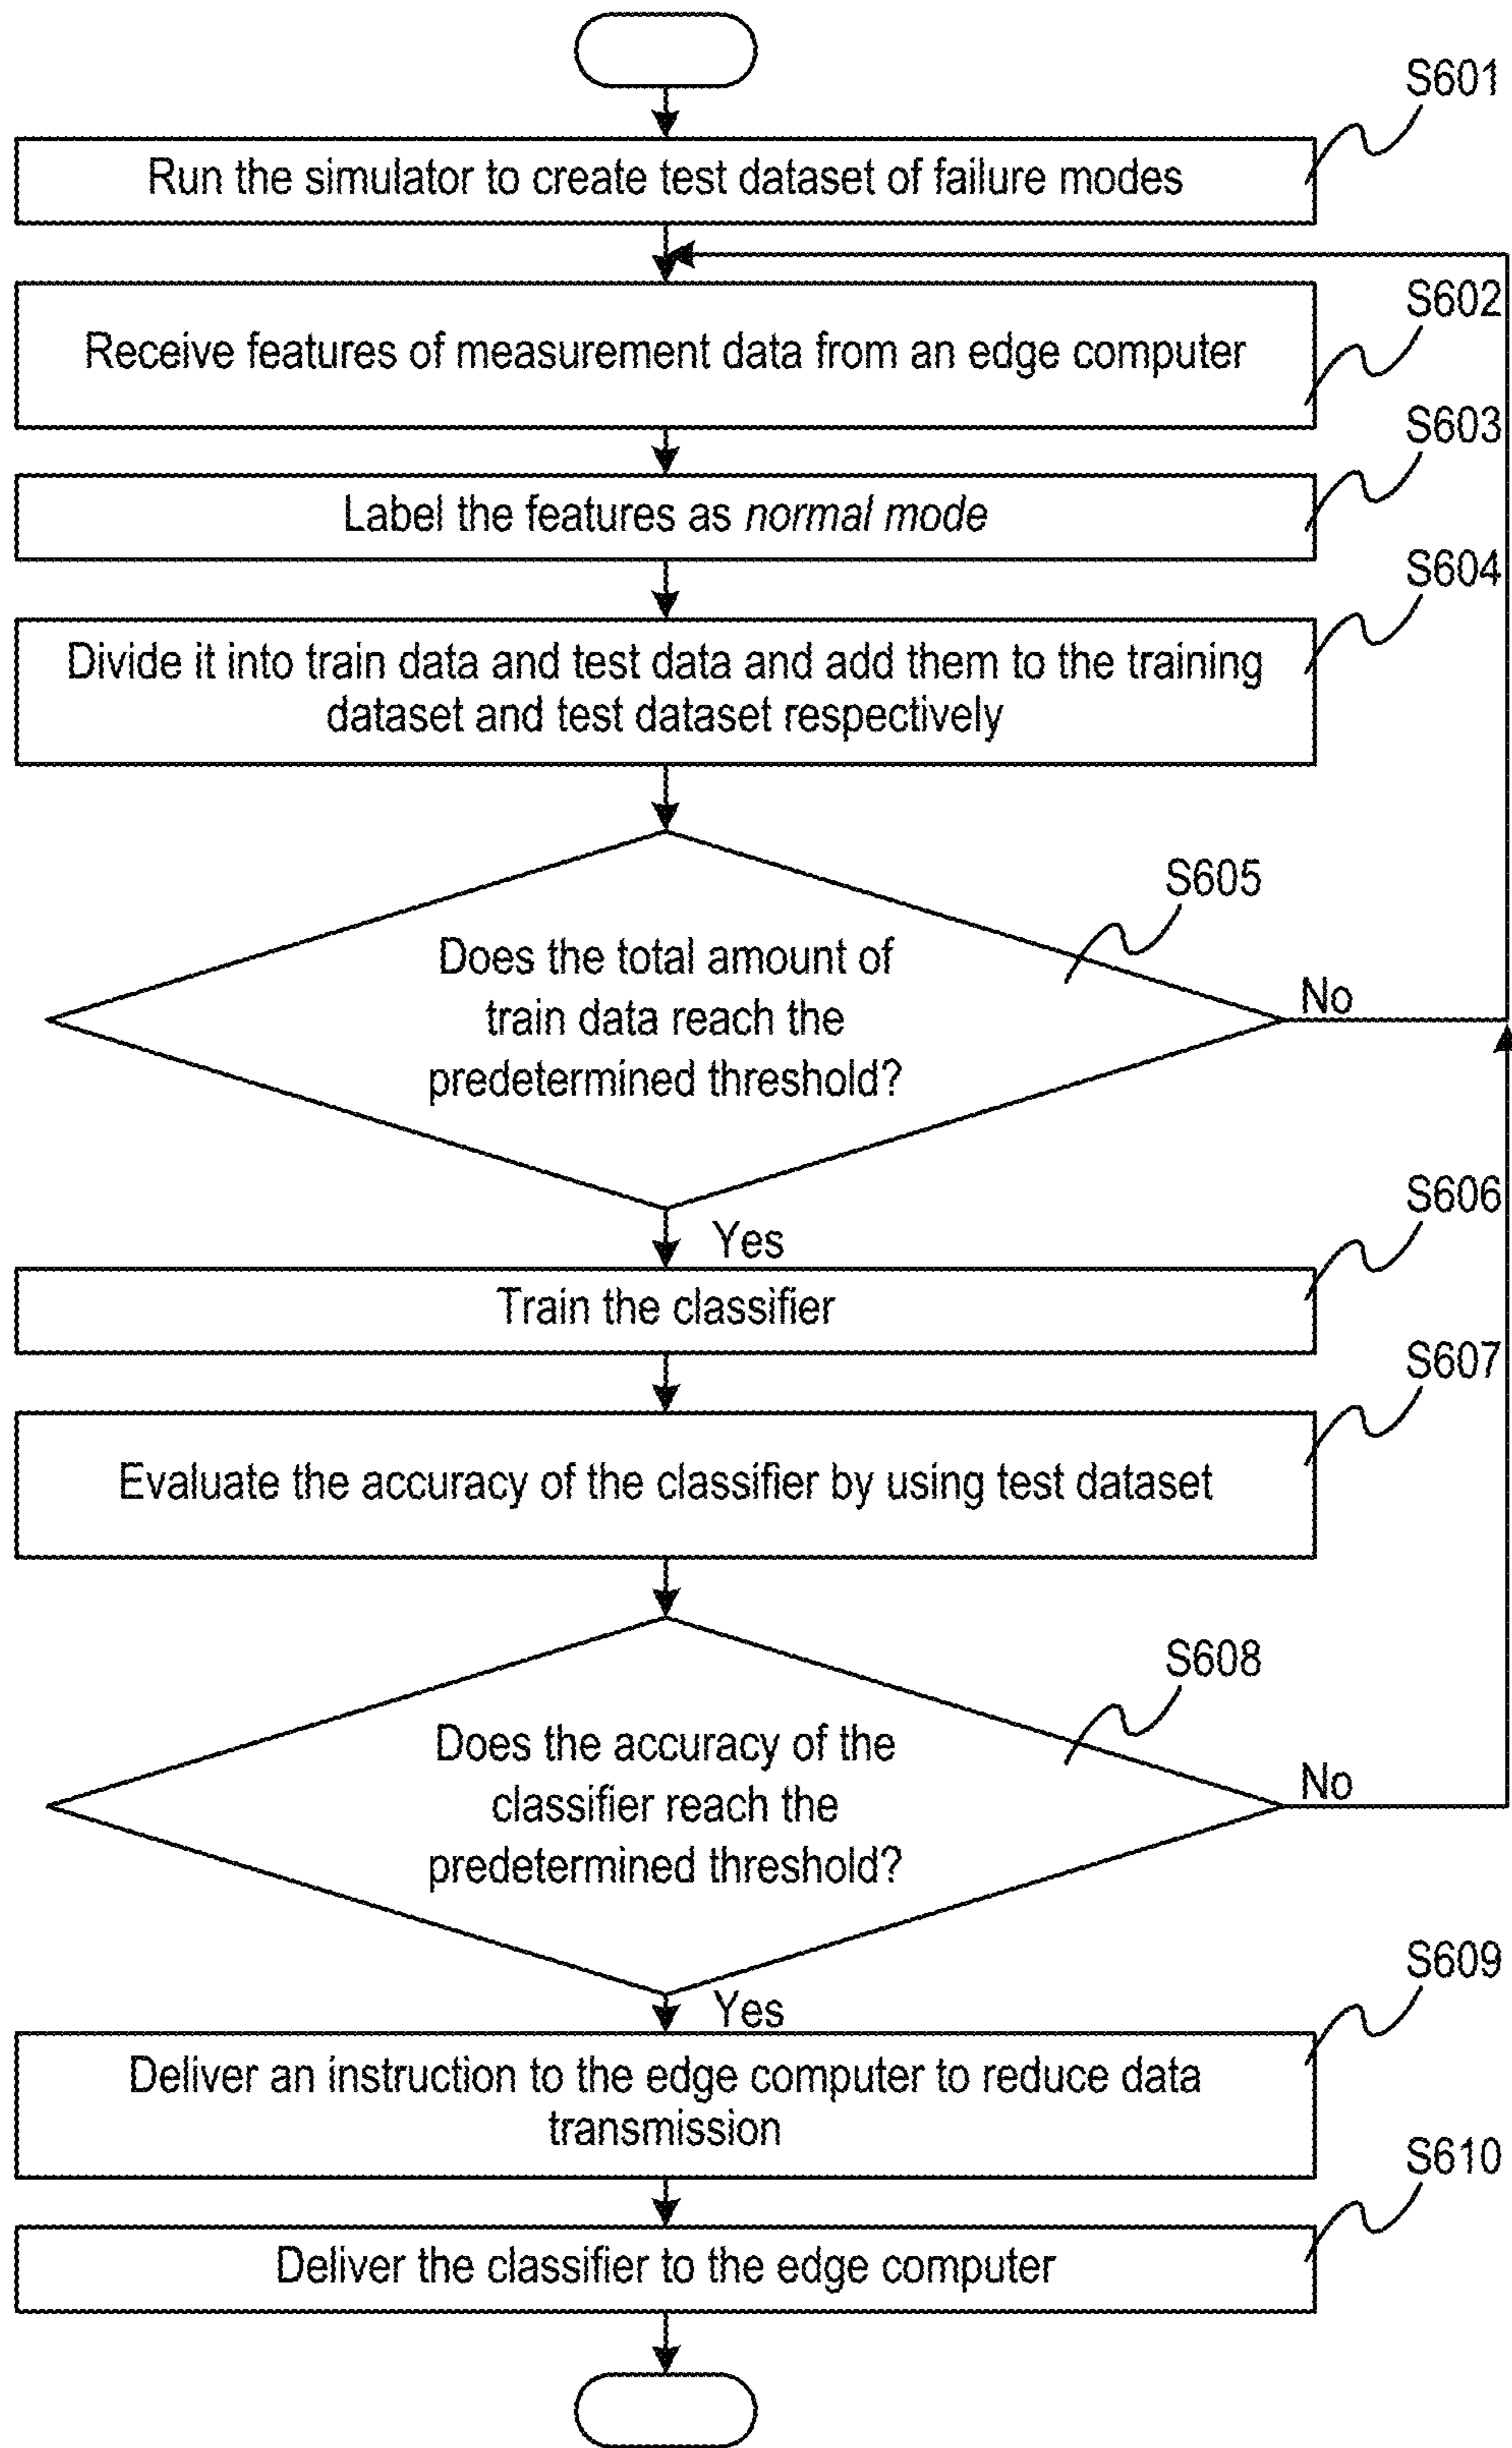 S601
Run the simulator to create test dataset of failure modes
S602
Receive features of measurement data from an edge computer
S603
Label the features as normal mode
S604
Divide it into train data and test data and add them to the training
dataset and test dataset respectively
S605
Does the total amount of
train data reach the
predetermined threshold?
No
Yes
S606
Train the classifier
S607
Evaluate the accuracy of the classifier by using test dataset
S608
Does the accuracy of the
classifier reach the
predetermined threshold?
No
Yes
S609
Deliver an instruction to the edge computer to reduce data
transmission
S610
Deliver the classifier to the edge computer